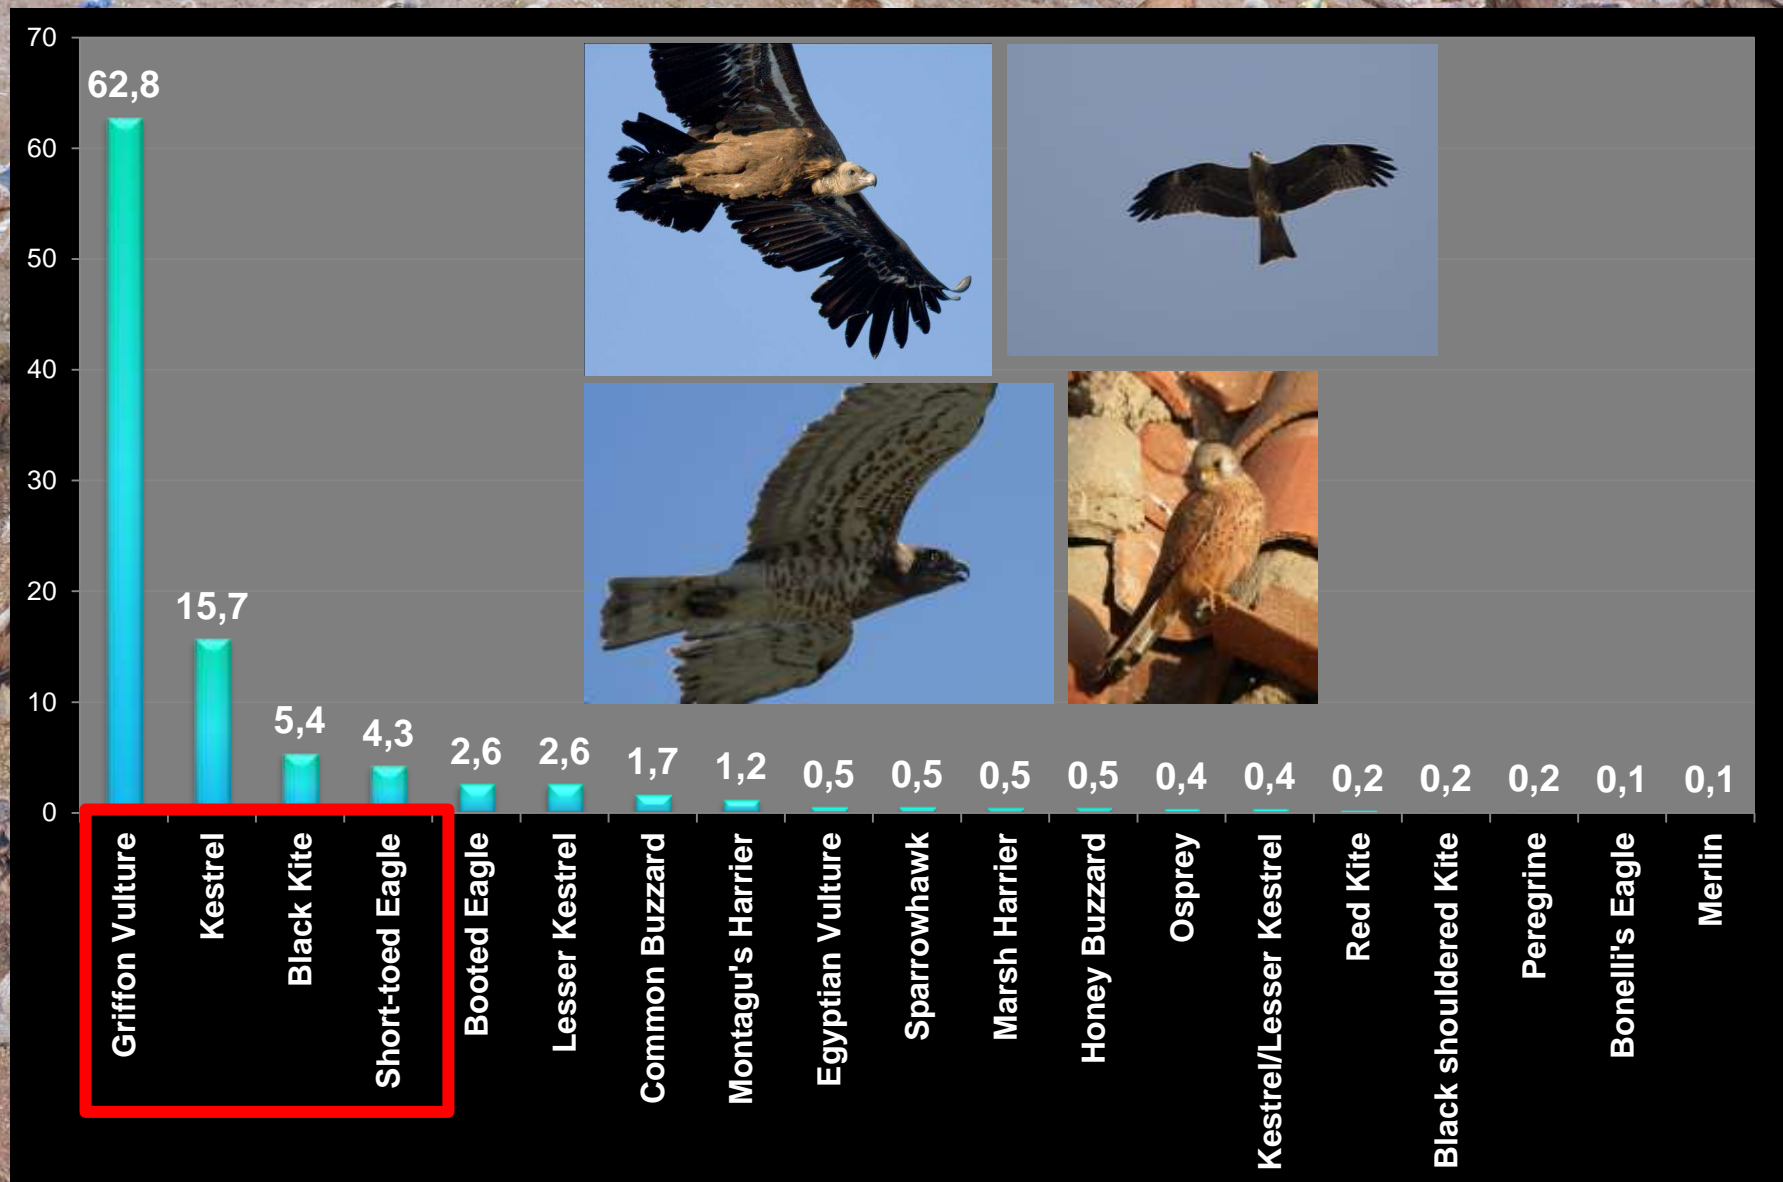 70
60
50
40
30
20
10
0
62,8
15,7
5,4
4,3
2,6
2,6
1,7
1,2
0,5
0,5
0,5
0,5
0,4
0,4
0,2
0,2
0,2
0,1
0,1
Griffon Vulture
Kestrel
Black Kite
Short-toed Eagle
Booted Eagle
Lesser Kestrel
Common Buzzard
Montagu's Harrier
Egyptian Vulture
Sparrowhawk
Marsh Harrier
Honey Buzzard
Osprey
Kestrel/Lesser Kestrel
Red Kite
Black shouldered Kite
Peregrine
Bonelli's Eagle
Merlin